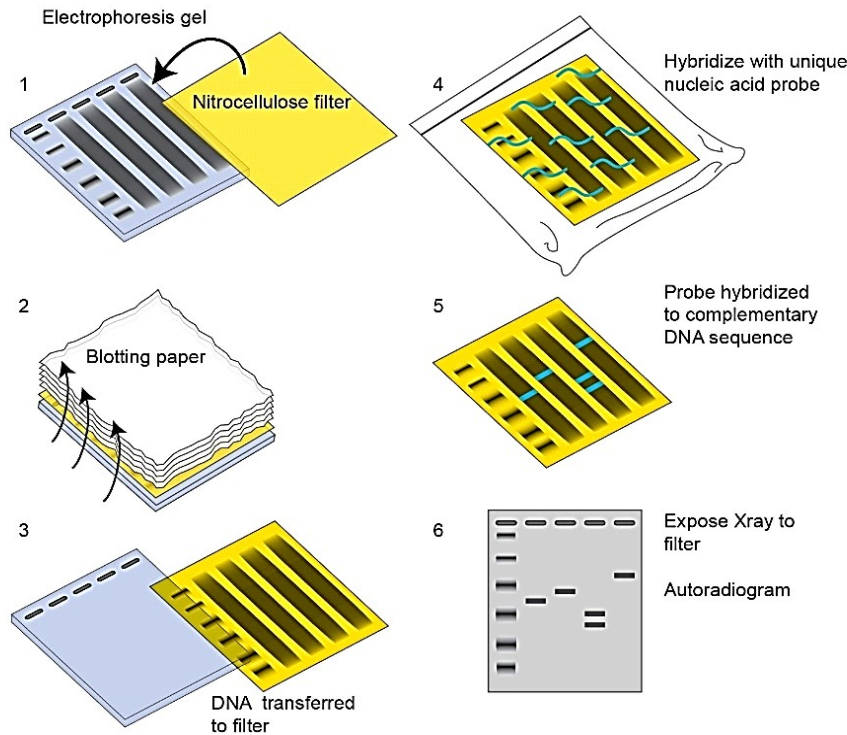 Electrophoresis gel
1
Nitrocellulose filter
2
Blotting paper
3
DNA transferred
to filter
4
Hybridize with unique
nucleic acid probe
5
Probe hybridized
to complementary
DNA sequence
6
Expose Xray to
filter
Autoradiogram